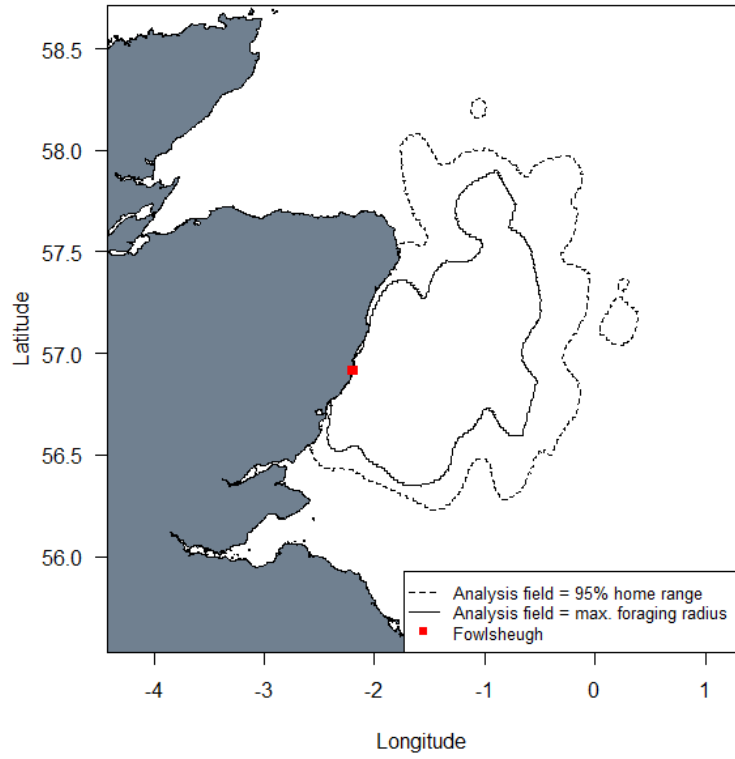 58.5
58.0
57.5
57.0
56.5
56.0
Latitude
Analysis field = 95% home range
Analysis field = max. foraging radius
Fowlsheugh
-4 -3 -2 -1 0 1
Longitude